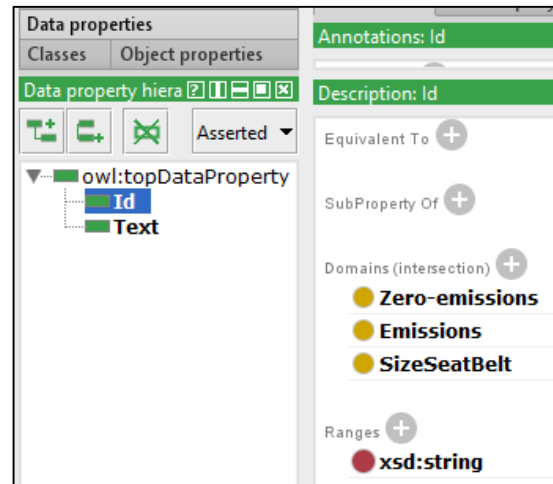 Data properties
Classes
Object properties
Data property hiera
Asserted
owl:topDataProperty
Id
Text
Annotations: Id
Description: Id
Equivalent To
SubProperty Of
Domains (intersection)
Zero-emissions
Emissions
SizeSeatBelt
Ranges
xsd:string